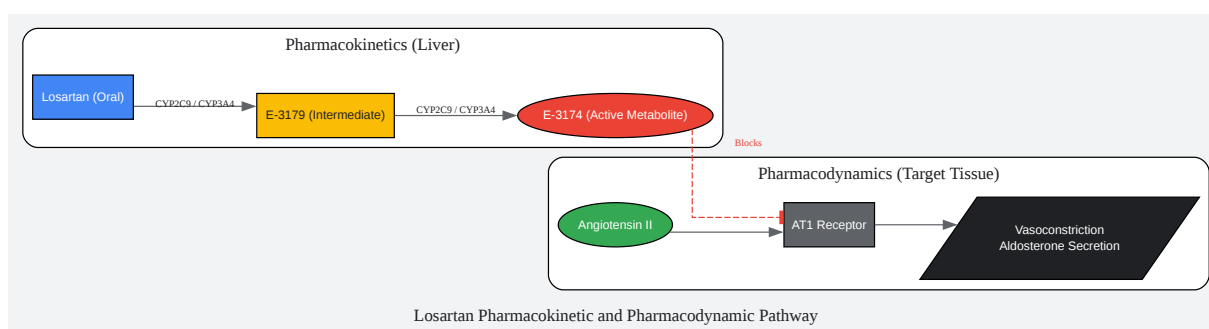 Pharmacokinetics (Liver)
Losartan (Oral)
CYP2C9 / CYP3A4
E-3179 (Intermediate)
CYP2C9 / CYP3A4
E-3174 (Active Metabolite)
Blocks
Pharmacodynamics (Target Tissue)
Angiotensin II
AT1 Receptor
Vasoconstriction
Aldosterone Secretion
Losartan Pharmacokinetic and Pharmacodynamic Pathway